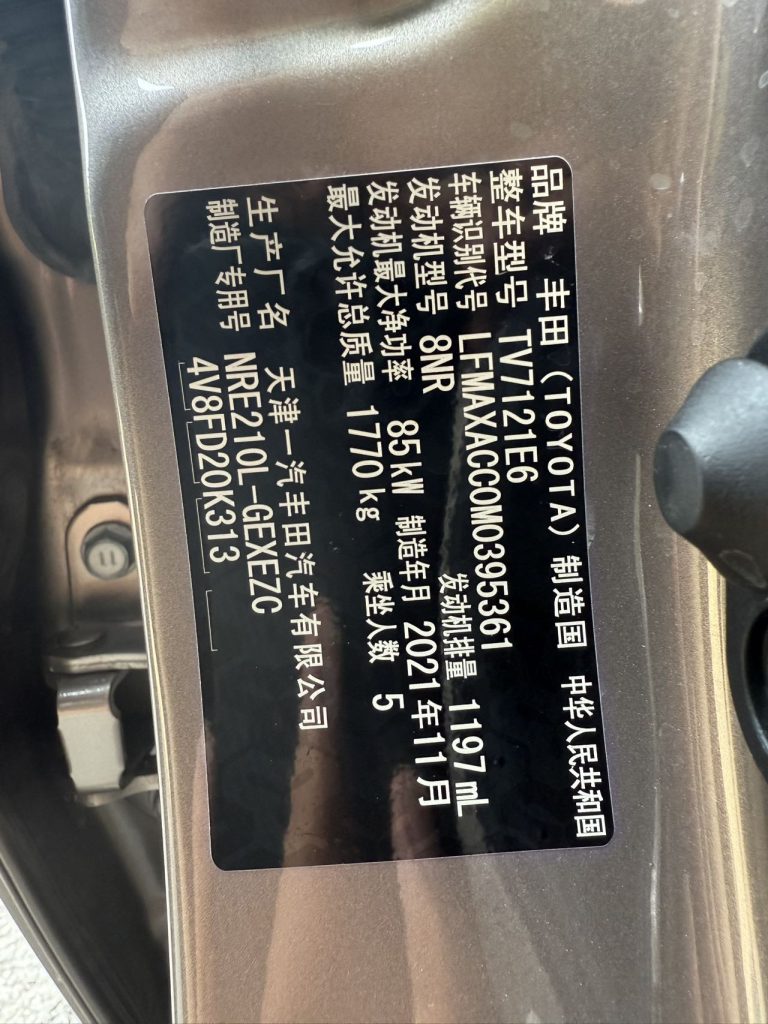 品牌 丰田（TOYOTA）制造国 中华人民共和国
整车型号 TV7121E6
车辆识别代号 LFMAXACC0M0395361
发动机型号 8NR 发动机排量 1197 mL
发动机最大净功率 85kW 制造年月 2021年11月
最大允许总质量 1770kg 乘坐人数 5
生产厂名 天津一汽丰田汽车有限公司
制造厂专用号 NRE210L-GEXEZC
4V8FD20K313